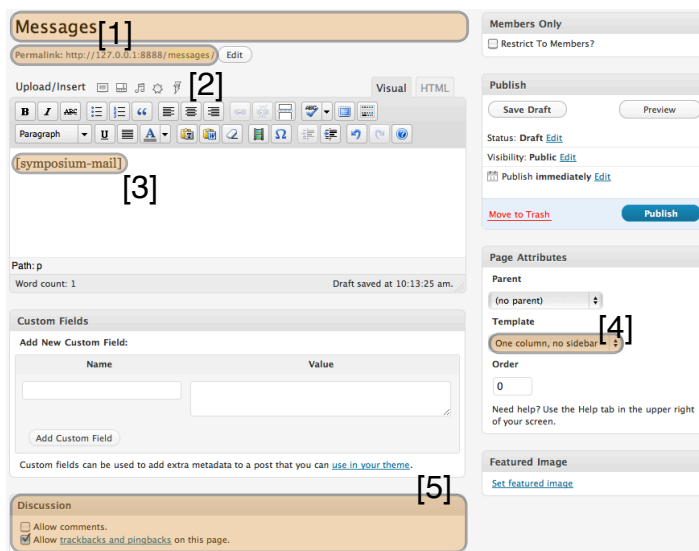 Messages
[1]
Permalink: http://127.0.0.1:8888/messages/ Edit
Upload/Insert
[2]
Visual HTML
B I ABC
Paragraph U A
[symposium-mail]
[3]
Path: p
Word count: 1 Draft saved at 10:13:25 am.
Custom Fields
Add New Custom Field:
Name Value
Add Custom Field
Custom fields can be used to add extra metadata to a post that you can use in your theme.
[5]
Discussion
Allow comments.
Allow trackbacks and pingbacks on this page.
Members Only
Restrict To Members?
Publish
Save Draft Preview
Status: Draft Edit
Visibility: Public Edit
Publish immediately Edit
Move to Trash Publish
Page Attributes
Parent
(no parent)
Template
[4]
One column, no sidebar
Order
0
Need help? Use the Help tab in the upper right
of your screen.
Featured Image
Set featured image